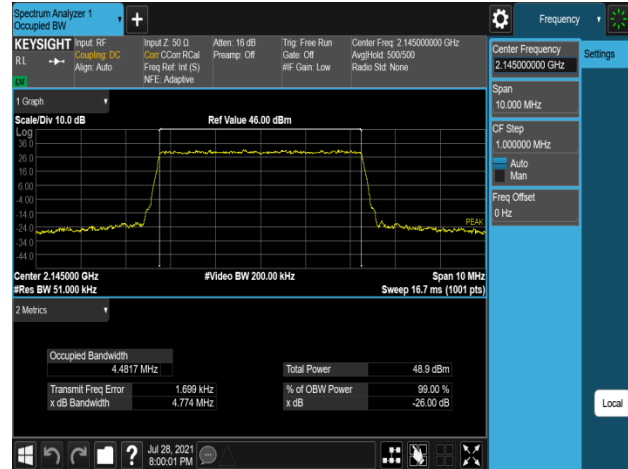 Spectrum Analyzer 1
Occupied BW
Frequency
KEYSIGHT
RL
LW
Input: RF
Coupling: DC
Align: Auto
Input Z: 50 Ω
Corr CCorr RCal
Freq Ref: Int (S)
NFE: Adaptive
Atten: 16 dB
Preamp: Off
Trig: Free Run
Gate: Off
#IF Gain: Low
Center Freq: 2.145000000 GHz
Avg|Hold: 500/500
Radio Std: None
Center Frequency
2.145000000 GHz
Settings
Span
10.000 MHz
CF Step
1.000000 MHz
Auto
Man
Freq Offset
0 Hz
Local
1 Graph
Scale/Div 10.0 dB
Ref Value 46.00 dBm
Log
36.0
26.0
16.0
6.00
-4.00
-14.0
-24.0
-34.0
-44.0
PEAK
Center 2.145000 GHz
#Video BW 200.00 kHz
Span 10 MHz
#Res BW 51.000 kHz
Sweep 16.7 ms (1001 pts)
2 Metrics
Occupied Bandwidth
4.4817 MHz
Total Power 48.9 dBm
Transmit Freq Error 1.699 kHz
% of OBW Power 99.00 %
x dB Bandwidth 4.774 MHz
x dB -26.00 dB
Jul 28, 2021
8:00:01 PM